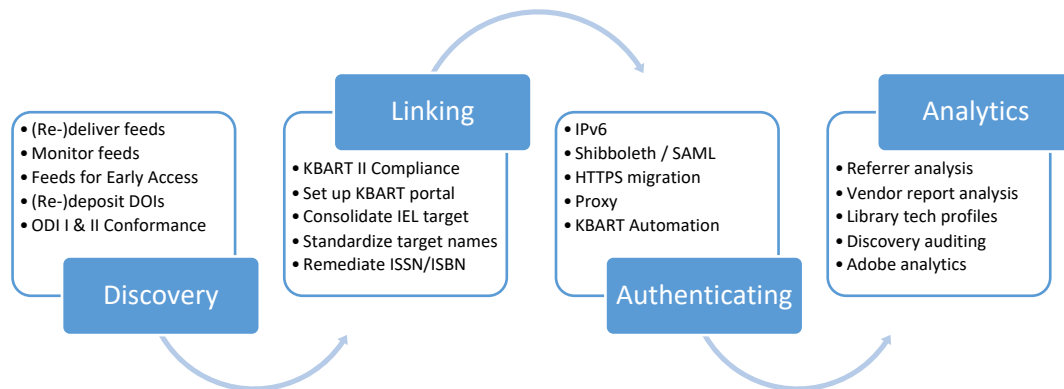 • (Re-)deliver feeds
• Monitor feeds
• Feeds for Early Access
• (Re-)deposit DOIs
• ODI I & II Conformance
Discovery
Linking
• KBART II Compliance
• Set up KBART portal
• Consolidate IEL target
• Standardize target names
• Remediate ISSN/ISBN
• IPv6
• Shibboleth / SAML
• HTTPS migration
• Proxy
• KBART Automation
Authenticating
Analytics
• Referrer analysis
• Vendor report analysis
• Library tech profiles
• Discovery auditing
• Adobe analytics